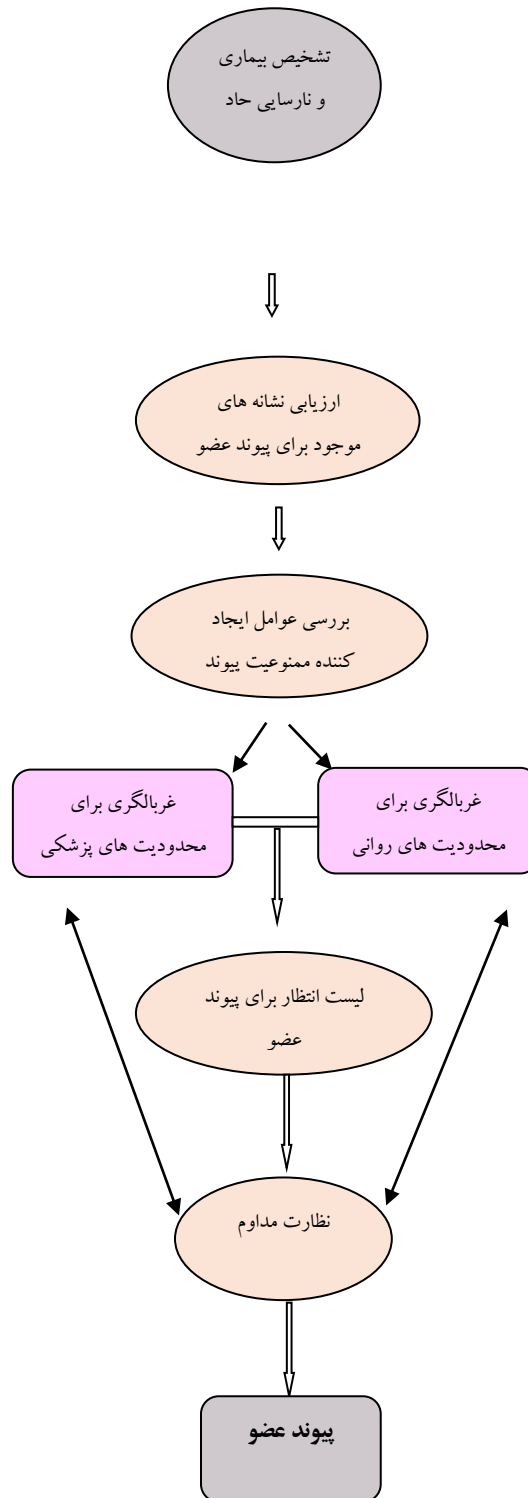 تشخیص بیماری
و نارسایی حاد
ارزیابی نشانه های
موجود برای پیوند عضو
بررسی عوامل ایجاد
کننده ممنوعیت پیوند
غربالگری برای
محدودیت های روانی
غربالگری برای
محدودیت های پزشکی
لیست انتظار برای پیوند
عضو
نظارت مداوم
پیوند عضو